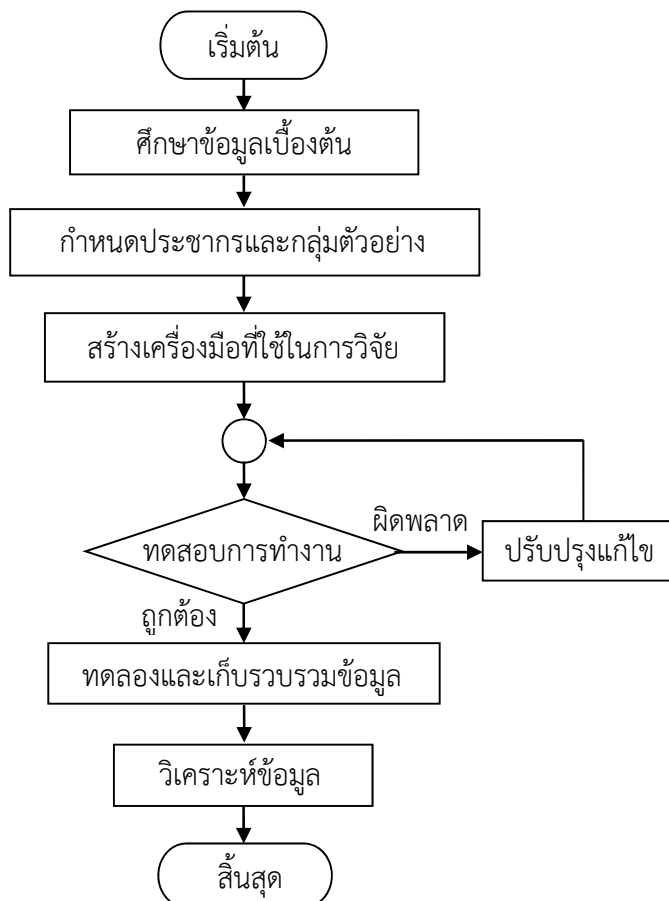 เริ่มต้น
ศึกษาข้อมูลเบื้องต้น
กำหนดประชากรและกลุ่มตัวอย่าง
สร้างเครื่องมือที่ใช้ในการวิจัย
ผิดพลาด
ทดสอบการทำงาน
ปรับปรุงแก้ไข
ถูกต้อง
ทดลองและเก็บรวบรวมข้อมูล
วิเคราะห์ข้อมูล
สิ้นสุด